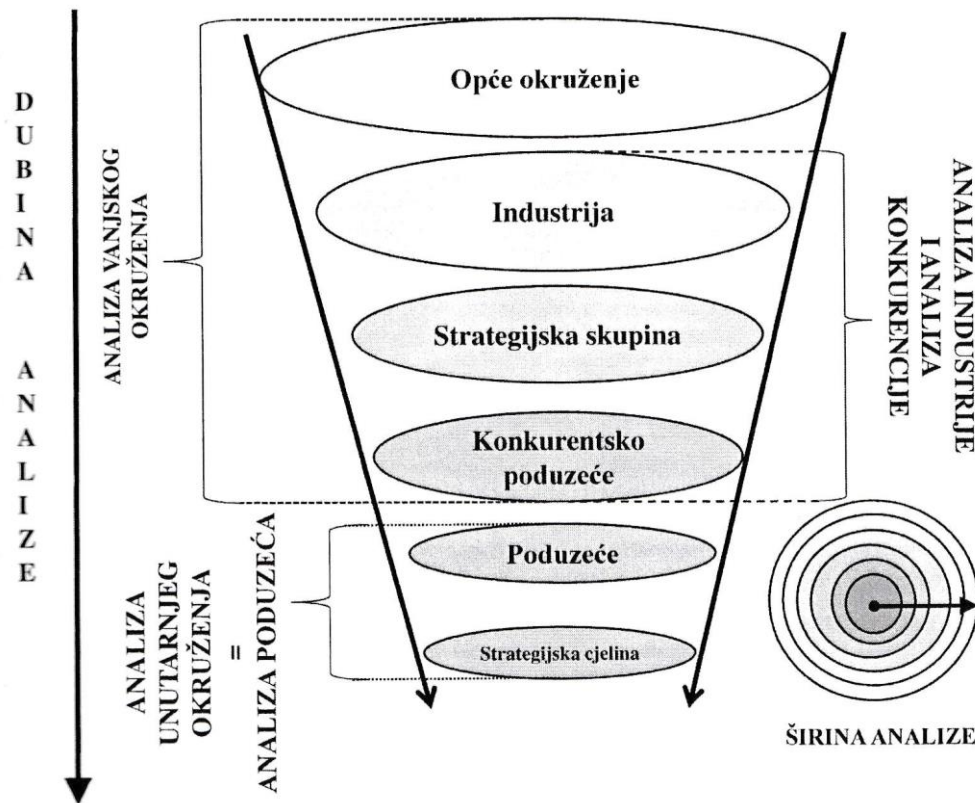 DUBINA ANALIZE
ANALIZA VANJSKOG
OKRUŽENJA
Opće okruženje
Industrija
Strategijska skupina
Konkurentsko
poduzeće
Poduzeće
Strategijska cjelina
ANALIZA INDUSTRIJE
I ANALIZA
KONKURENCIJE
ANALIZA
UNUTARNJEG
OKRUŽENJA
=
ANALIZA PODUZEĆA
ŠIRINA ANALIZE